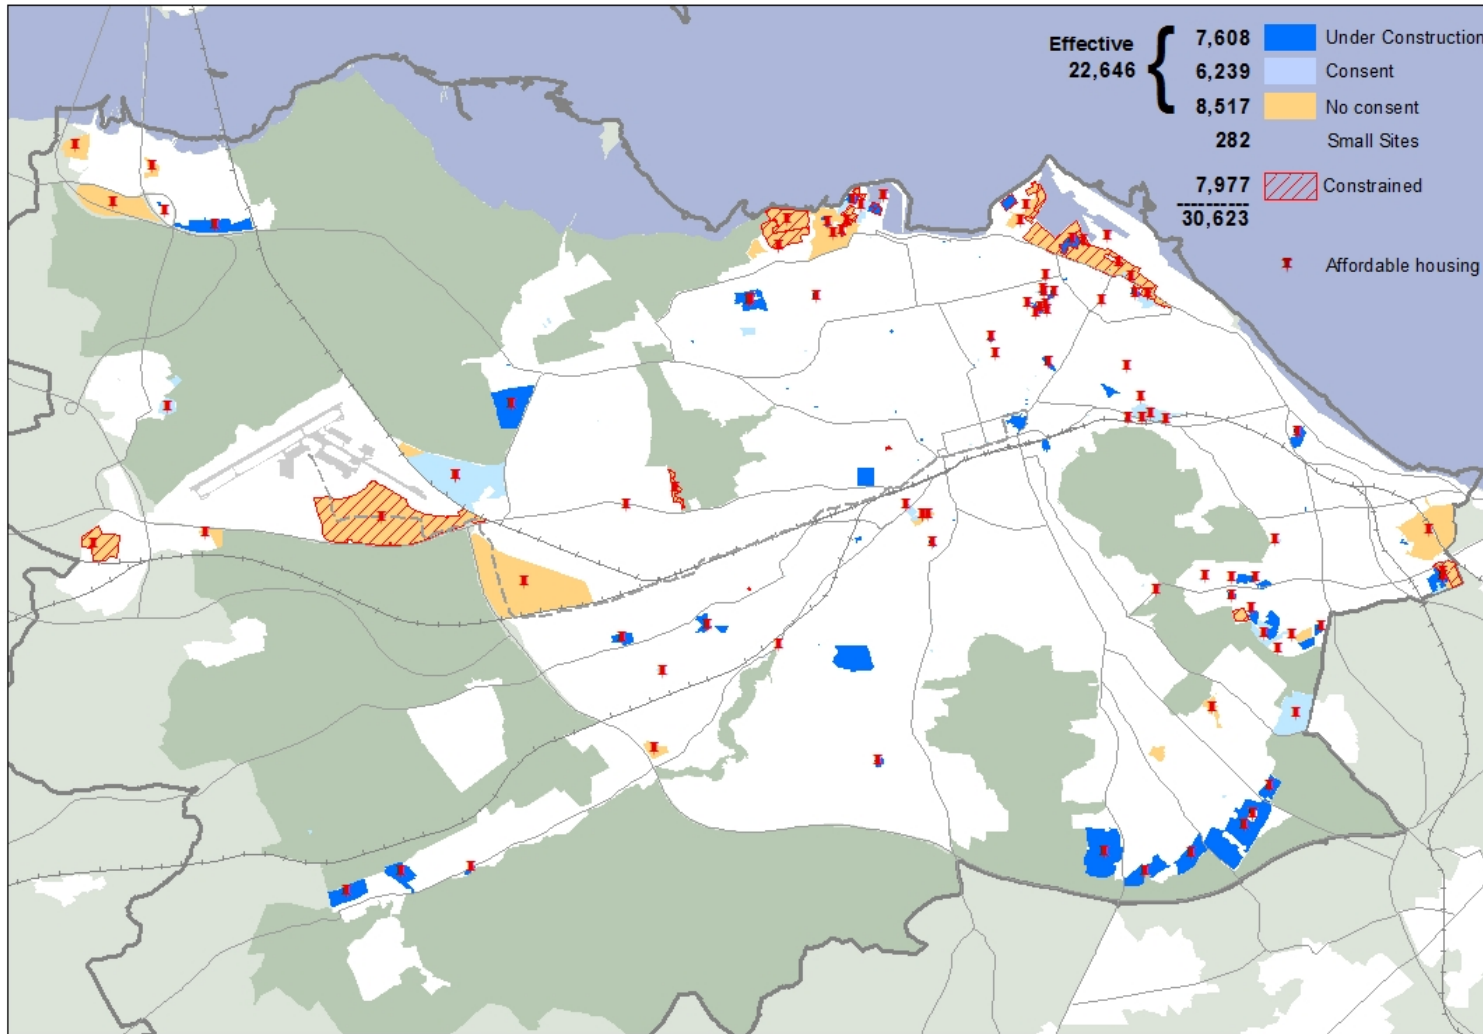 Effective
22,646
{
7,608 Under Construction
6,239 Consent
8,517 No consent
282 Small Sites
7,977 Constrained
---------
30,623
Affordable housing